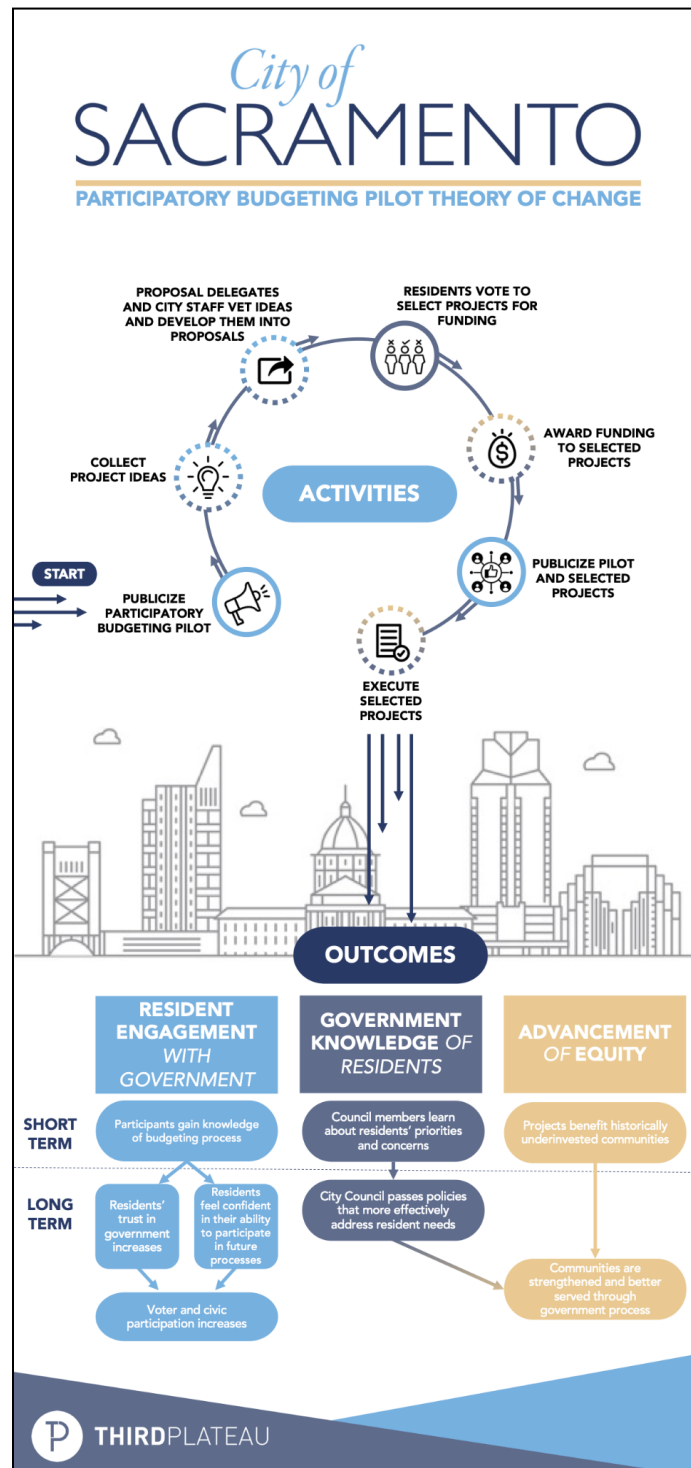 City of
SACRAMENTO
PARTICIPATORY BUDGETING PILOT THEORY OF CHANGE
PROPOSAL DELEGATES
AND CITY STAFF VET IDEAS
AND DEVELOP THEM INTO
PROPOSALS
RESIDENTS VOTE TO
SELECT PROJECTS FOR
FUNDING
COLLECT
PROJECT IDEAS
ACTIVITIES
$
AWARD FUNDING
TO SELECTED
PROJECTS
START
PUBLICIZE
PARTICIPATORY
BUDGETING PILOT
PUBLICIZE PILOT
AND SELECTED
PROJECTS
EXECUTE
SELECTED
PROJECTS
OUTCOMES
RESIDENT
ENGAGEMENT
WITH
GOVERNMENT
GOVERNMENT
KNOWLEDGE OF
RESIDENTS
ADVANCEMENT
OF EQUITY
SHORT
TERM
Participants gain knowledge
of budgeting process
Council members learn
about residents' priorities
and concerns
Projects benefit historically
underinvested communities
LONG
TERM
Residents'
trust in
government
increases
Residents
feel confident
in their ability
to participate
in future
processes
City Council passes policies
that more effectively
address resident needs
Voter and civic
participation increases
Communities are
strengthened and better
served through
government process
TP THIRDPLATEAU